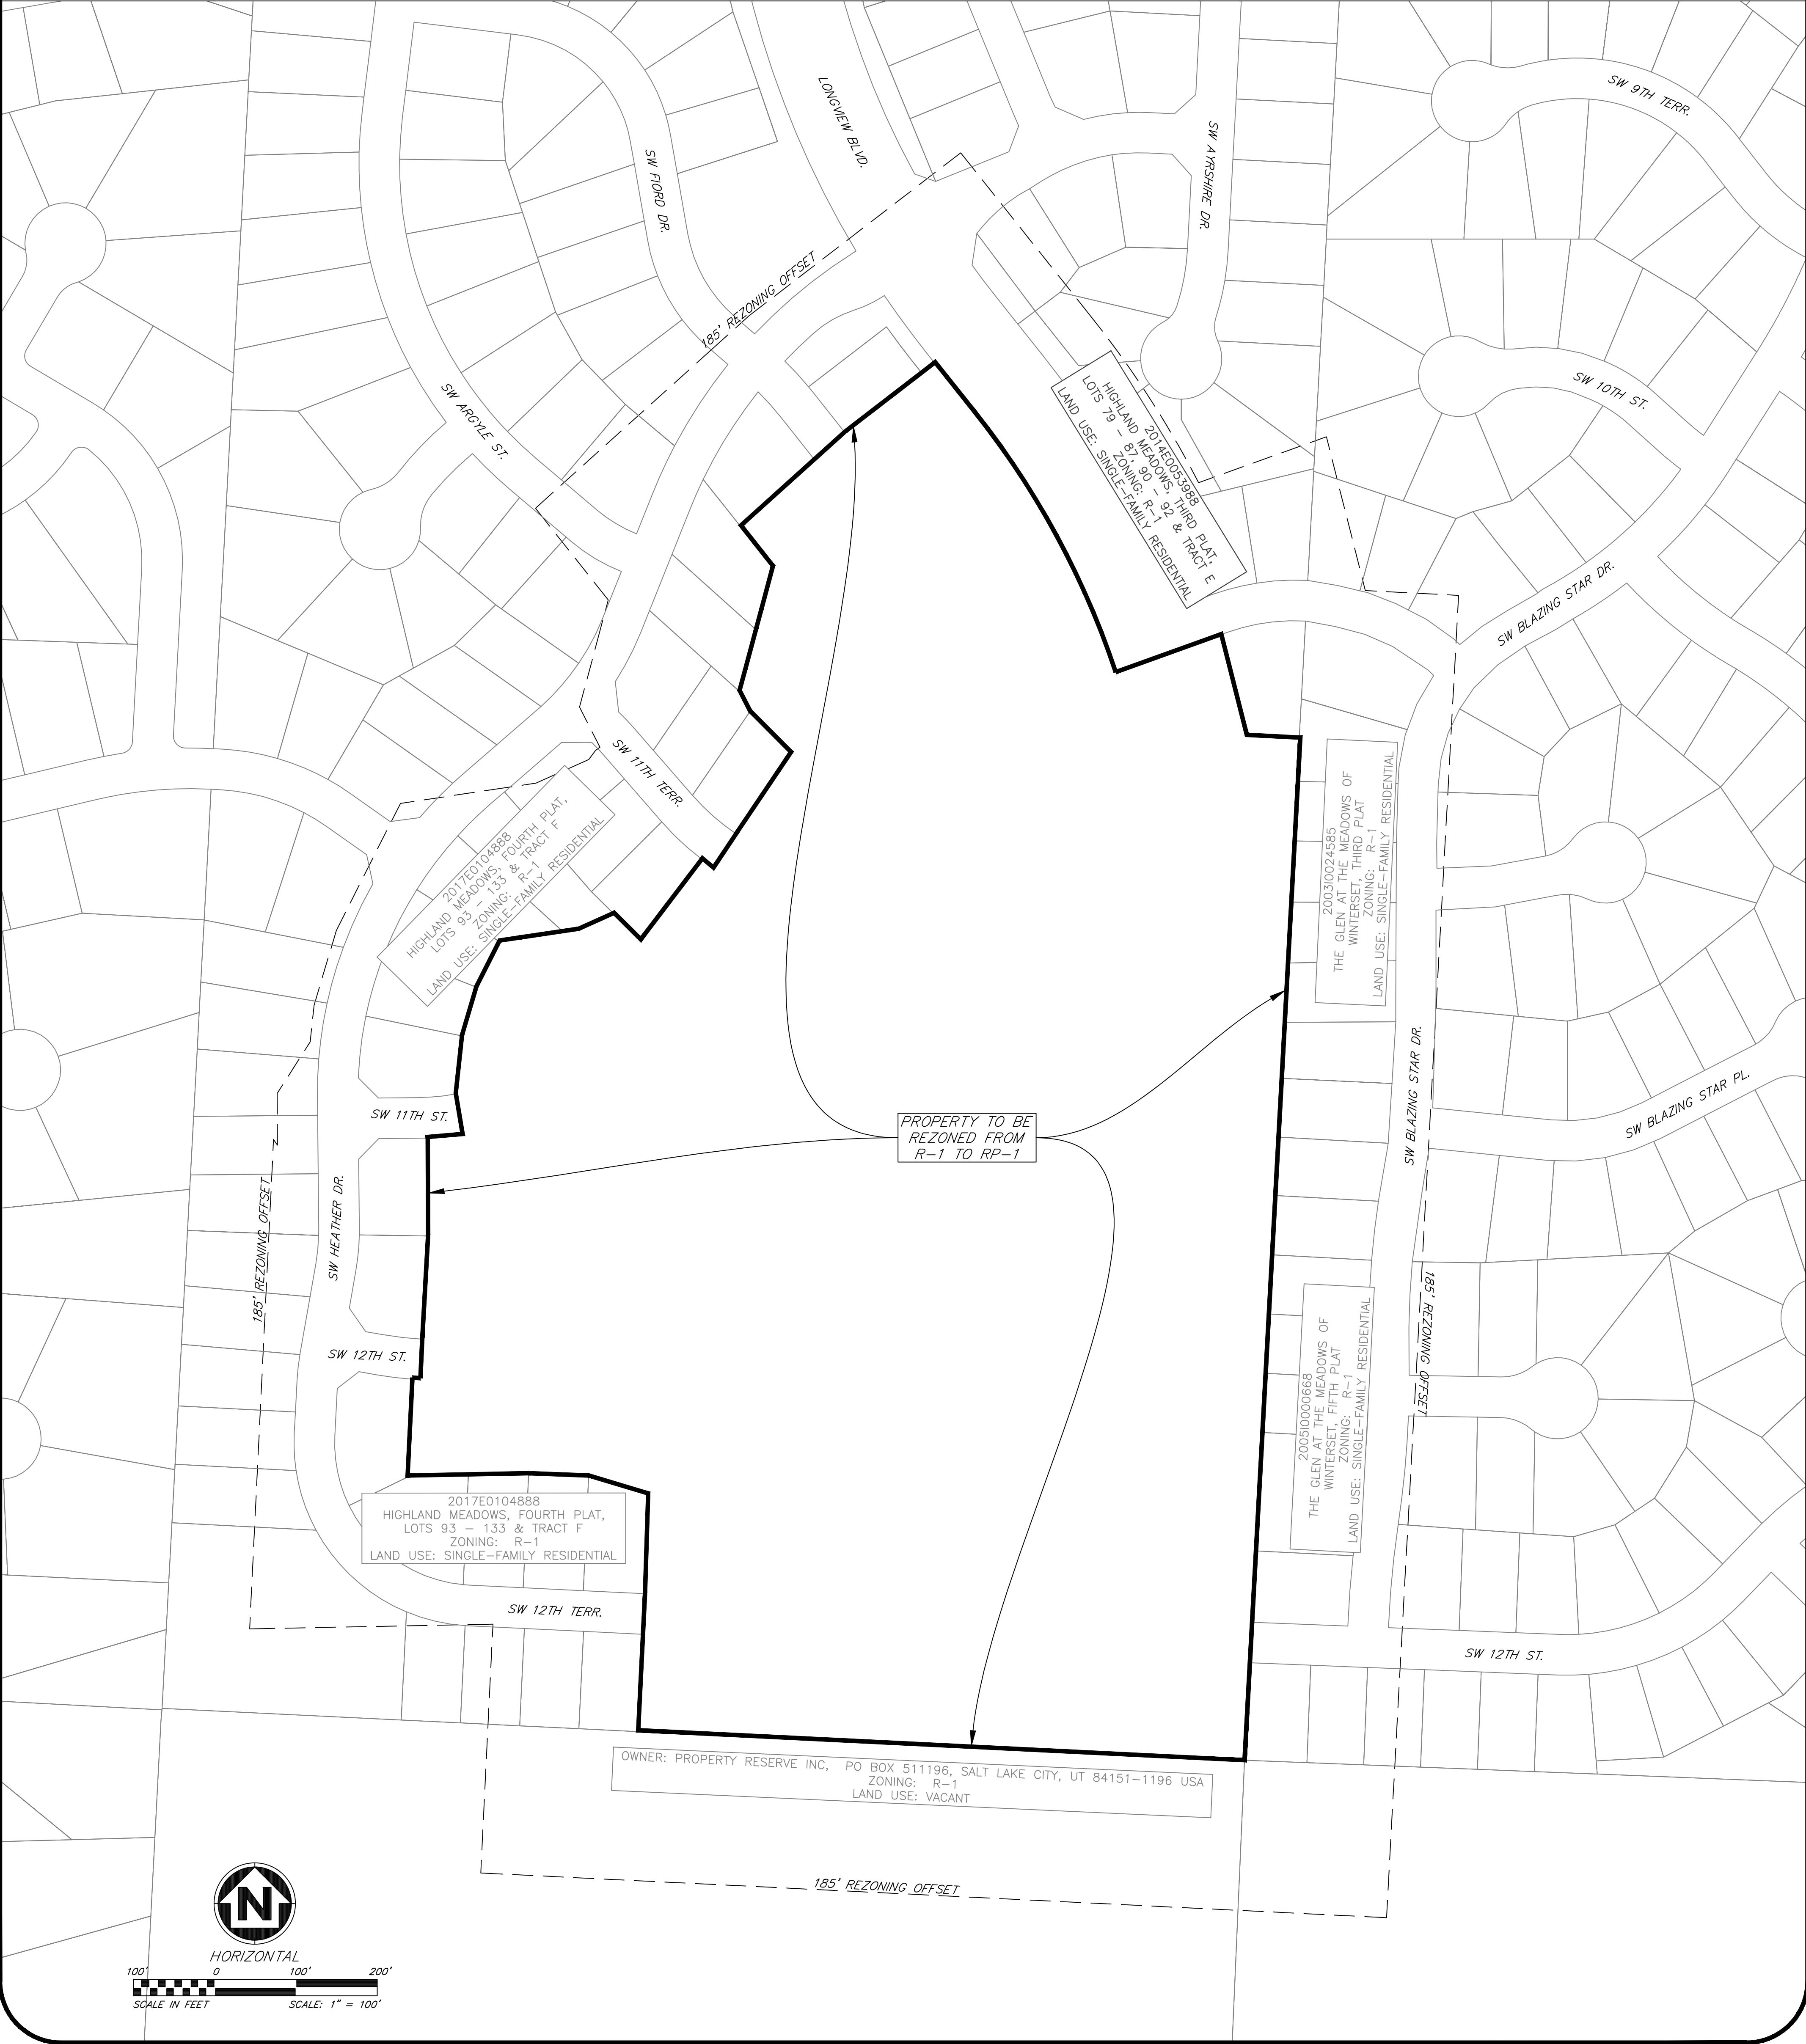 SW 9TH TERR.
LONGVIEW BLVD.
SW AYRSHIRE DR.
SW FIORD DR.
185' REZONING OFFSET
SW 10TH ST.
SW ARGYLE ST.
2014E0053988
HIGHLAND MEADOWS, THIRD PLAT,
LOTS 79 – 87, 90 – 92 & TRACT E
ZONING: R–1
LAND USE: SINGLE–FAMILY RESIDENTIAL
SW BLAZING STAR DR.
SW 11TH TERR.
2017E0104888
HIGHLAND MEADOWS, FOURTH PLAT,
LOTS 93 – 133 & TRACT F
ZONING: R–1
LAND USE: SINGLE–FAMILY RESIDENTIAL
2003I0024585
THE GLEN AT THE MEADOWS OF
WINTERSET, THIRD PLAT
ZONING: R–1
LAND USE: SINGLE–FAMILY RESIDENTIAL
SW BLAZING STAR DR.
SW BLAZING STAR PL.
SW 11TH ST.
PROPERTY TO BE
REZONED FROM
R–1 TO RP–1
SW HEATHER DR.
185' REZONING OFFSET
185' REZONING OFFSET
SW 12TH ST.
2005I0000668
THE GLEN AT THE MEADOWS OF
WINTERSET, FIFTH PLAT
ZONING: R–1
LAND USE: SINGLE–FAMILY RESIDENTIAL
2017E0104888
HIGHLAND MEADOWS, FOURTH PLAT,
LOTS 93 – 133 & TRACT F
ZONING: R–1
LAND USE: SINGLE–FAMILY RESIDENTIAL
SW 12TH TERR.
SW 12TH ST.
OWNER: PROPERTY RESERVE INC, PO BOX 511196, SALT LAKE CITY, UT 84151–1196 USA
ZONING: R–1
LAND USE: VACANT
185' REZONING OFFSET
N
HORIZONTAL
100' 0 100' 200'
SCALE IN FEET SCALE: 1" = 100'